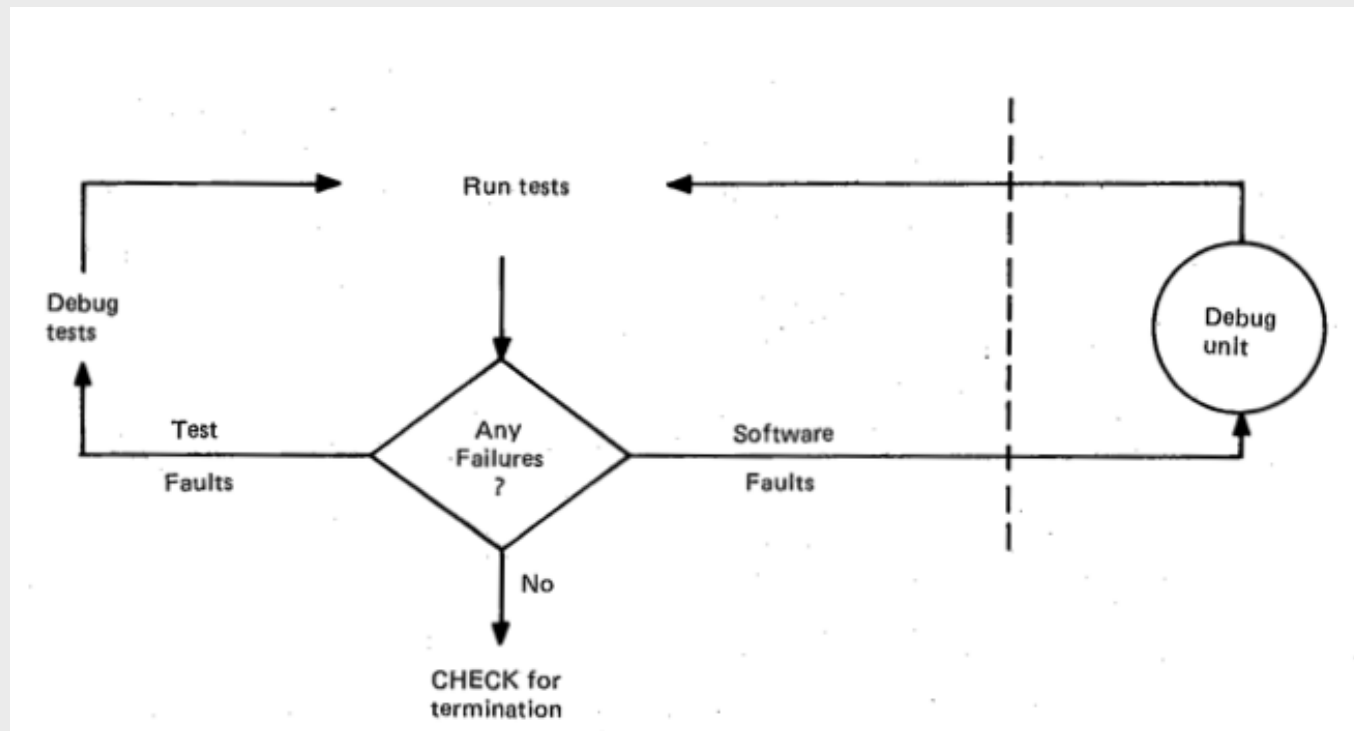 Run tests
Debug
tests
Debug
unit
Test
Faults
Any
Failures
?
Software
Faults
No
CHECK for
termination